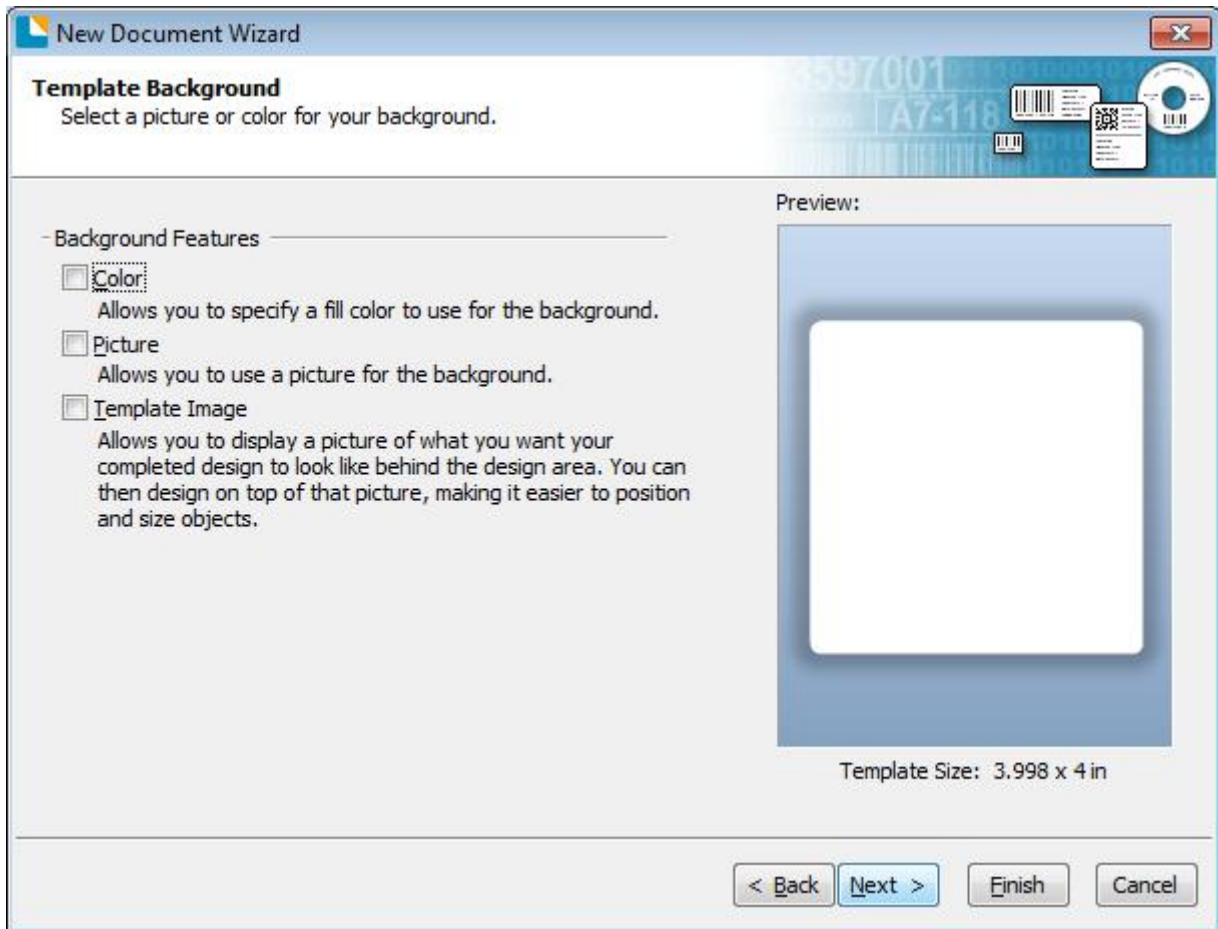 New Document Wizard
Template Background
Select a picture or color for your background.
3597001
A7-118
Preview:
Background Features
Color
Allows you to specify a fill color to use for the background.
Picture
Allows you to use a picture for the background.
Template Image
Allows you to display a picture of what you want your
completed design to look like behind the design area. You can
then design on top of that picture, making it easier to position
and size objects.
Template Size: 3.998 x 4 in
< Back
Next >
Finish
Cancel